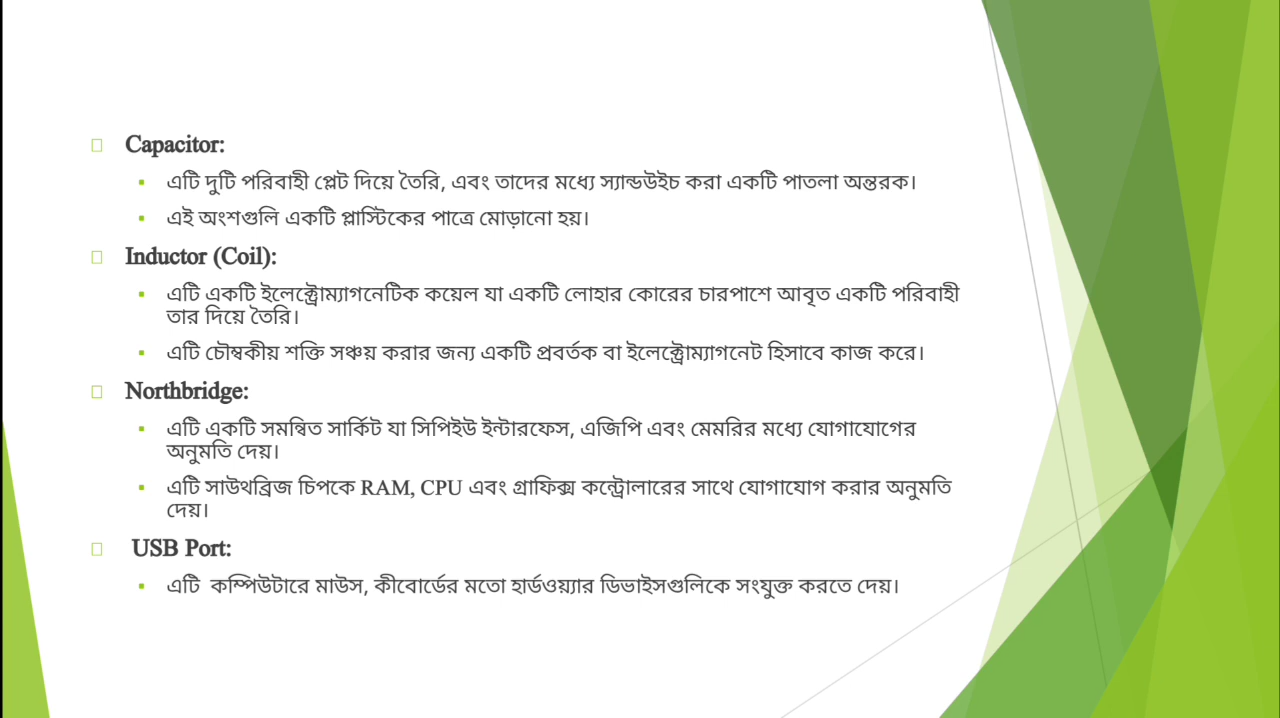 Capacitor:
এটি দুটি পরিবাহী প্লেট দিয়ে তৈরি, এবং তাদের মধ্যে স্যান্ডউইচ করা একটি পাতলা অন্তরক।
এই অংশগুলি একটি প্লাস্টিকের পাত্রে মোড়ানো হয়।
Inductor (Coil):
এটি একটি ইলেক্ট্রোম্যাগনেটিক কয়েল যা একটি লোহার কোরের চারপাশে আবৃত একটি পরিবাহী
তার দিয়ে তৈরি।
এটি চৌম্বকীয় শক্তি সঞ্চয় করার জন্য একটি প্রবর্তক বা ইলেক্ট্রোম্যাগনেট হিসাবে কাজ করে।
Northbridge:
এটি একটি সমন্বিত সার্কিট যা সিপিইউ ইন্টারফেস, এজিপি এবং মেমরির মধ্যে যোগাযোগের
অনুমতি দেয়।
এটি সাউথব্রিজ চিপকে RAM, CPU এবং গ্রাফিক্স কন্ট্রোলারের সাথে যোগাযোগ করার অনুমতি
দেয়।
USB Port:
এটি কম্পিউটারে মাউস, কীবোর্ডের মতো হার্ডওয়্যার ডিভাইসগুলিকে সংযুক্ত করতে দেয়।